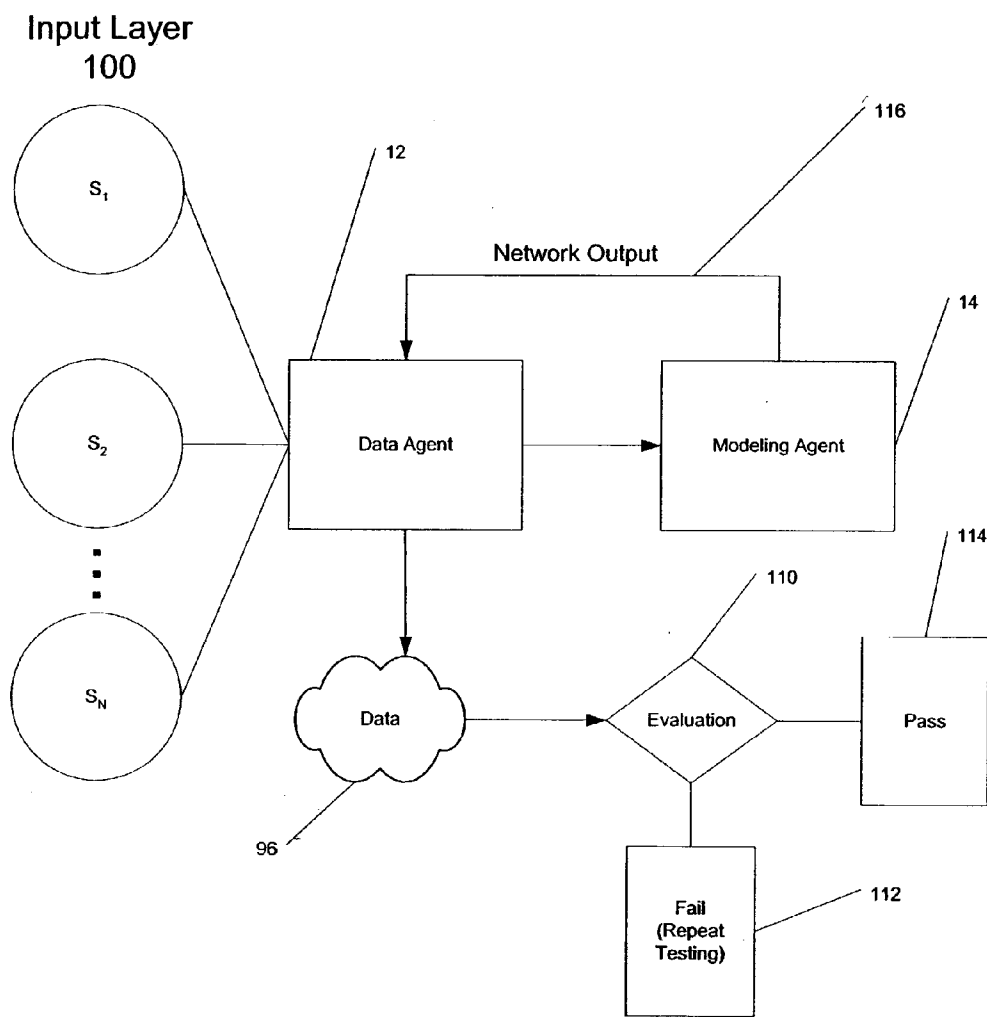 Input Layer
100
S1
12
116
Network Output
14
S2
Data Agent
Modeling Agent
110
114
SN
Data
Evaluation
Pass
96
Fail
(Repeat
Testing)
112